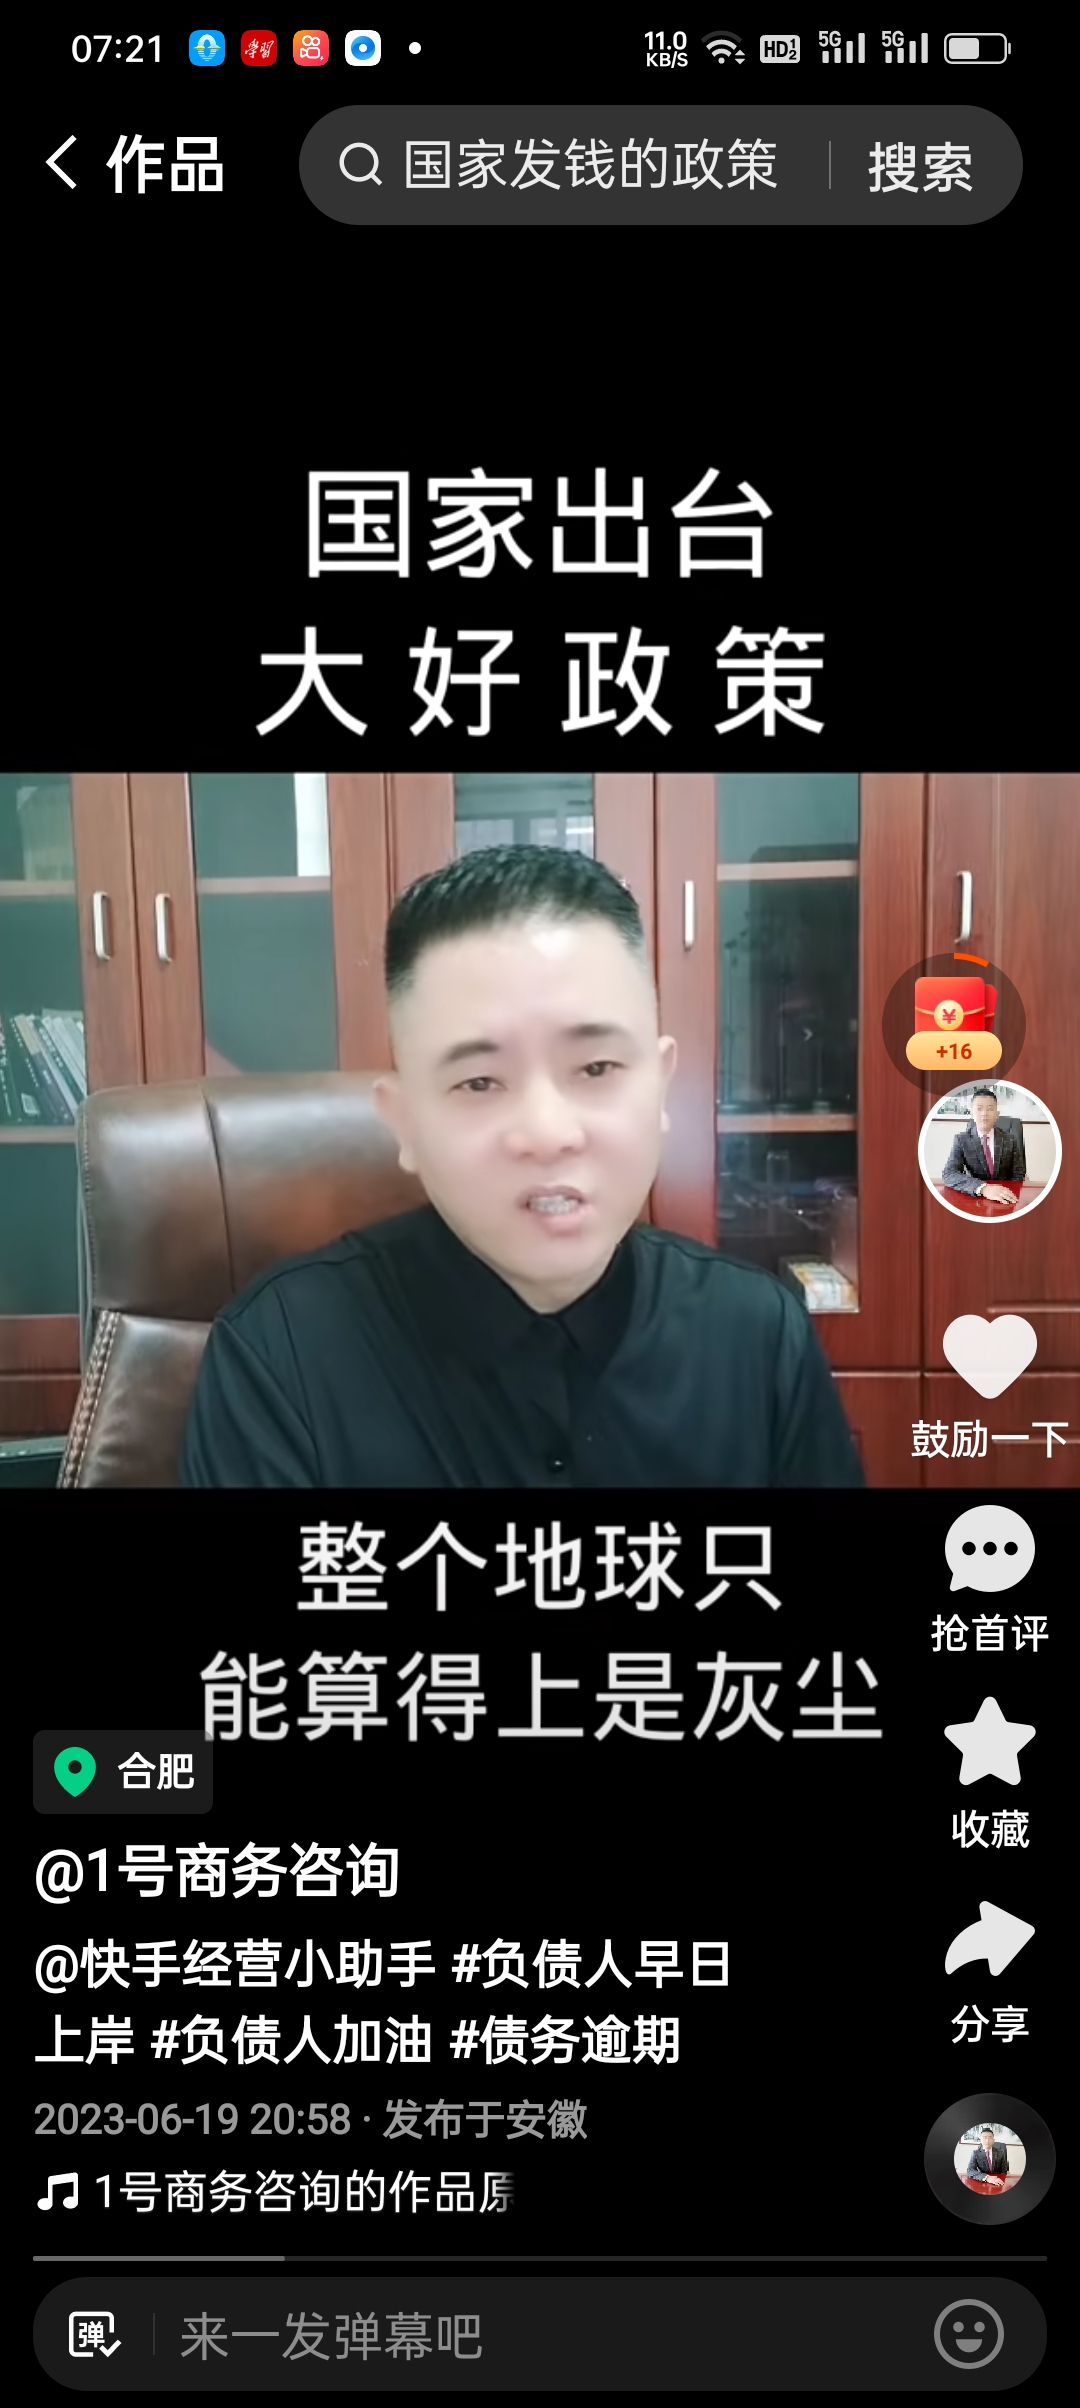 07:21
学习
11.0
KB/S
HD 1 2
5G
5G
作品
国家发钱的政策
搜索
国家出台
大好政策
¥
+16
鼓励一下
整个地球只
能算得上是灰尘
抢首评
合肥
收藏
@1号商务咨询
@快手经营小助手 #负债人早日
上岸 #负债人加油 #债务逾期
分享
2023-06-19 20:58 · 发布于安徽
1号商务咨询的作品原
弹
来一发弹幕吧